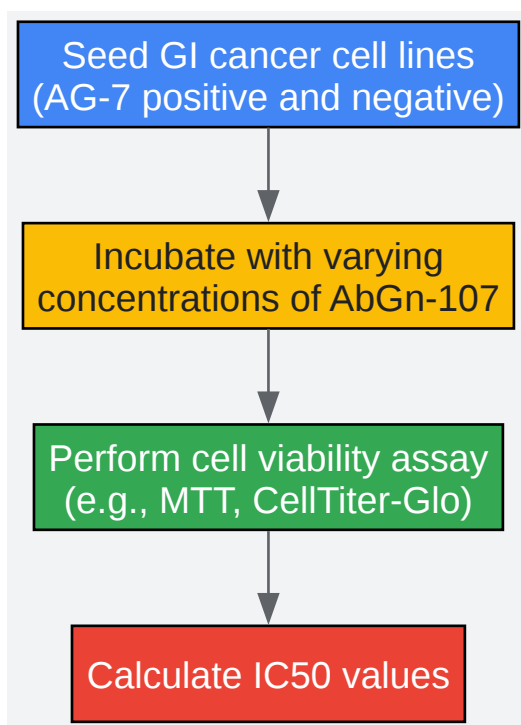 Seed GI cancer cell lines
(AG-7 positive and negative)
Incubate with varying
concentrations of AbGn-107
Perform cell viability assay
(e.g., MTT, CellTiter-Glo)
Calculate IC50 values